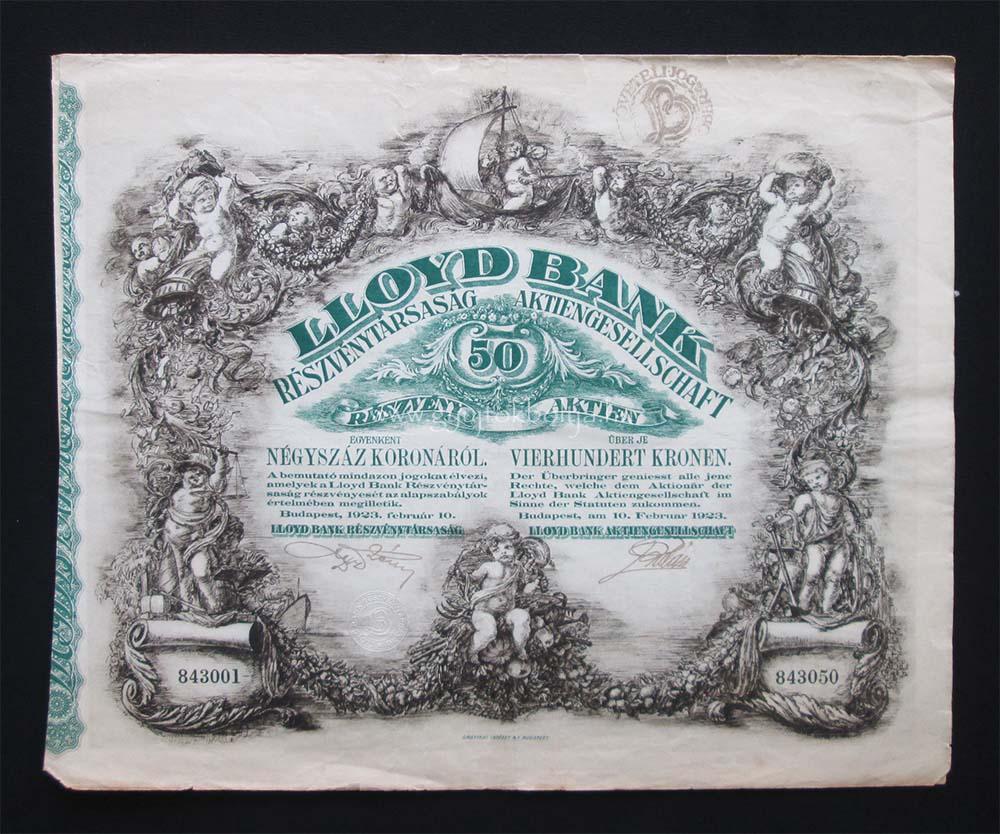 LLOYD BANK
RÉSZVÉNYTÁRSASÁG AKTIENGESELLSCHAFT
50
RÉSZVÉNY AKTIEN
EGYENKÉNT
NÉGYSZÁZ KORONÁRÓL.
A bemutató mindazon jogokat élvezi,
amelyek a Lloyd Bank Részvénytár-
saság részvényesét az alapszabályok
értelmében megilletik.
Budapest, 1923. február 10.
LLOYD BANK RÉSZVÉNYTÁRSASÁG
ÜBER JE
VIERHUNDERT KRONEN.
Der Überbringer geniesst alle jene
Rechte, welche dem Aktionär der
Lloyd Bank Aktiengesellschaft im
Sinne der Statuten zukommen.
Budapest, am 10. Februar 1923.
LLOYD BANK AKTIENGESELLSCHAFT
843001
843050